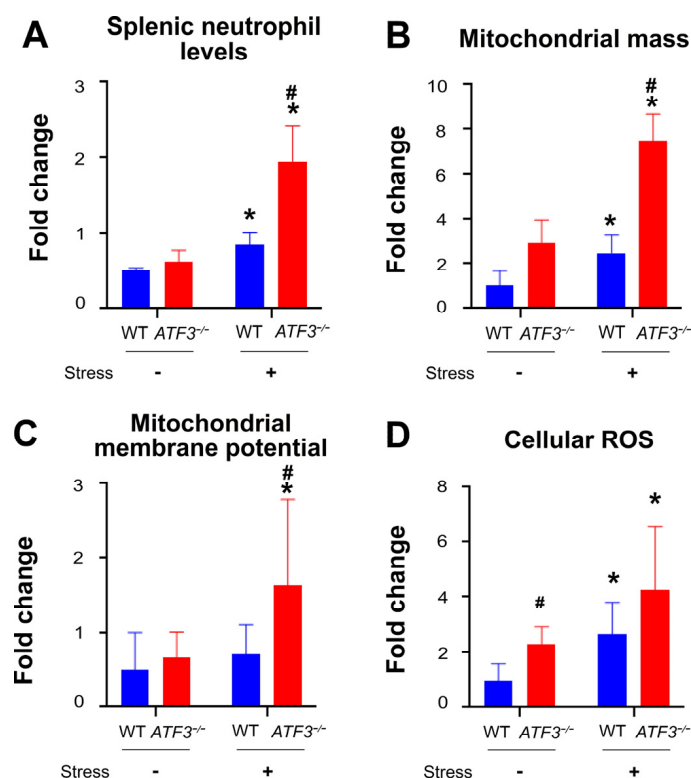 A
Splenic neutrophil
levels
Fold change
3
2
1
0
#
*
*
WT ATF3⁻/⁻ WT ATF3⁻/⁻
Stress - +
B
Mitochondrial mass
Fold change
10
8
6
4
2
0
#
*
*
WT ATF3⁻/⁻ WT ATF3⁻/⁻
Stress - +
C
Mitochondrial
membrane potential
Fold change
3
2
1
0
#
*
WT ATF3⁻/⁻ WT ATF3⁻/⁻
Stress - +
D
Cellular ROS
Fold change
8
6
4
2
0
#
*
*
WT ATF3⁻/⁻ WT ATF3⁻/⁻
Stress - +